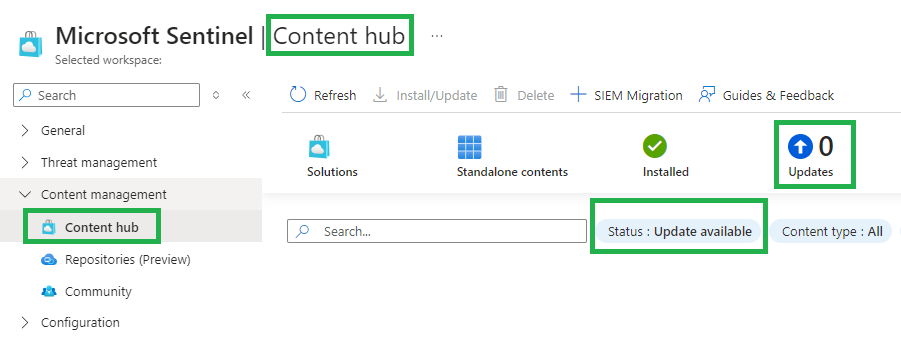 Microsoft Sentinel | Content hub ...
Selected workspace:
Search
General
Threat management
Content management
Content hub
Repositories (Preview)
Community
Configuration
Refresh Install/Update Delete SIEM Migration Guides & Feedback
0
Solutions Standalone contents Installed Updates
Search... Status : Update available Content type : All